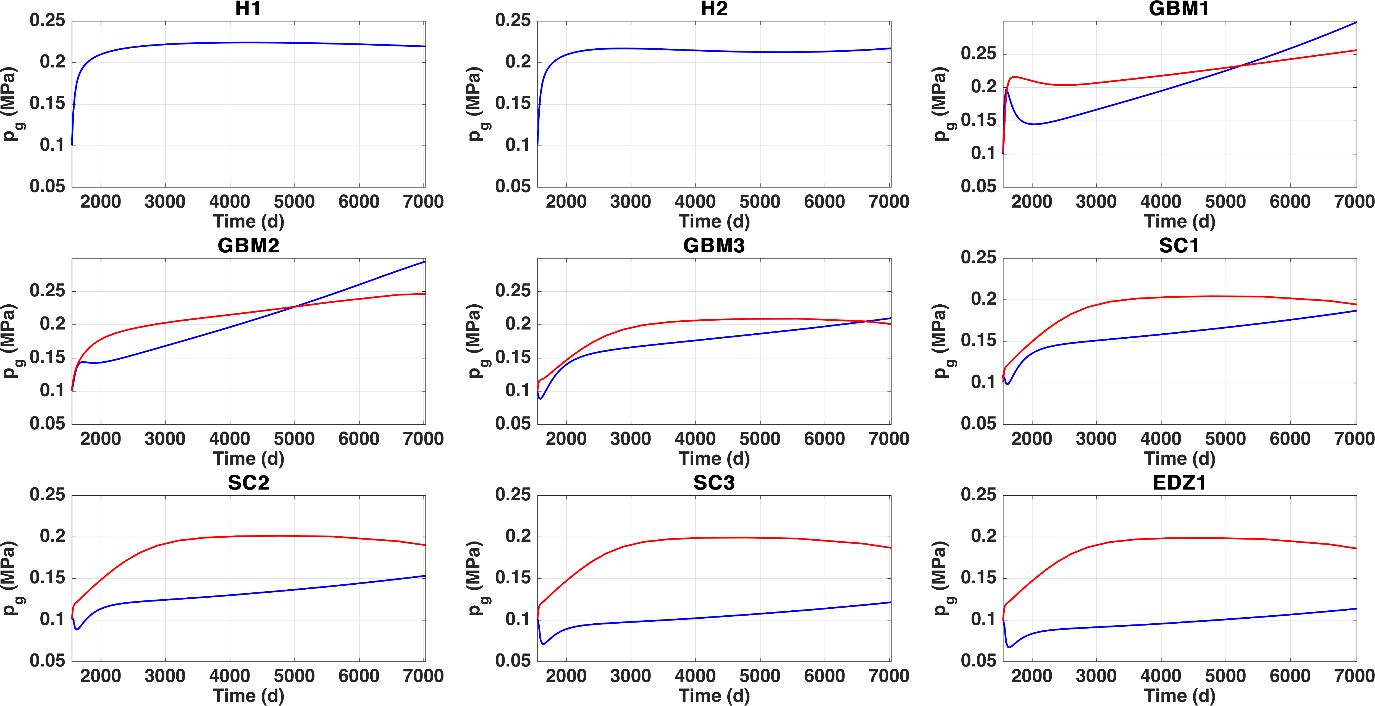 H1 H2 GBM1
0.25 0.25 0.25
0.2 0.2 0.2
0.15 0.15 0.15
0.1 0.1 0.1
0.05 0.05 0.05
p_g (MPa) p_g (MPa) p_g (MPa)
2000 3000 4000 5000 6000 7000 2000 3000 4000 5000 6000 7000 2000 3000 4000 5000 6000 7000
Time (d) Time (d) Time (d)
GBM2 GBM3 SC1
0.25 0.25 0.25
0.2 0.2 0.2
0.15 0.15 0.15
0.1 0.1 0.1
0.05 0.05 0.05
p_g (MPa) p_g (MPa) p_g (MPa)
2000 3000 4000 5000 6000 7000 2000 3000 4000 5000 6000 7000 2000 3000 4000 5000 6000 7000
Time (d) Time (d) Time (d)
SC2 SC3 EDZ1
0.25 0.25 0.25
0.2 0.2 0.2
0.15 0.15 0.15
0.1 0.1 0.1
0.05 0.05 0.05
p_g (MPa) p_g (MPa) p_g (MPa)
2000 3000 4000 5000 6000 7000 2000 3000 4000 5000 6000 7000 2000 3000 4000 5000 6000 7000
Time (d) Time (d) Time (d)